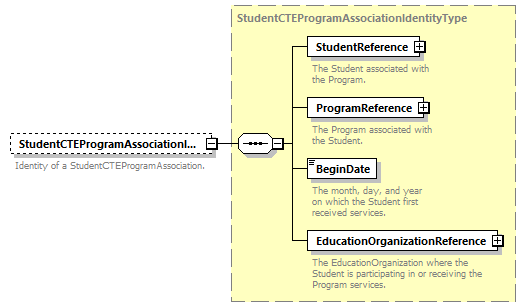 StudentCTEProgramAssociationIdentityType
StudentReference
The Student associated with
the Program.
ProgramReference
The Program associated with
the Student.
StudentCTEProgramAssociationI...
Identity of a StudentCTEProgramAssociation.
BeginDate
The month, day, and year
on which the Student first
received services.
EducationOrganizationReference
The EducationOrganization where the
Student is participating in or receiving the
Program services.